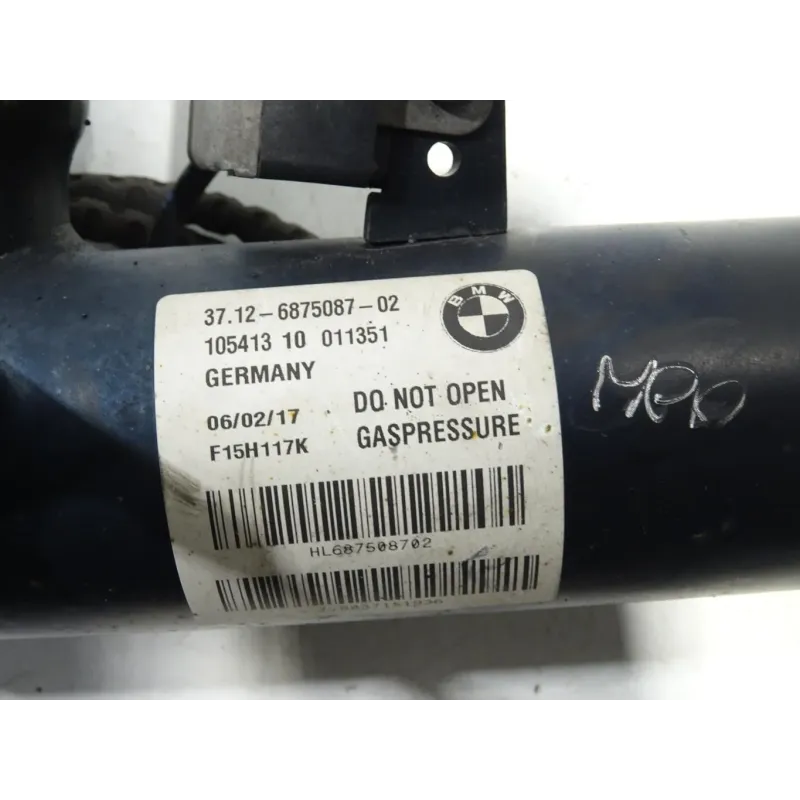 BMW
37.12-6875087-02
105413 10 011351
GERMANY
06/02/17 DO NOT OPEN
F15H117K GASPRESSURE
HL687508702